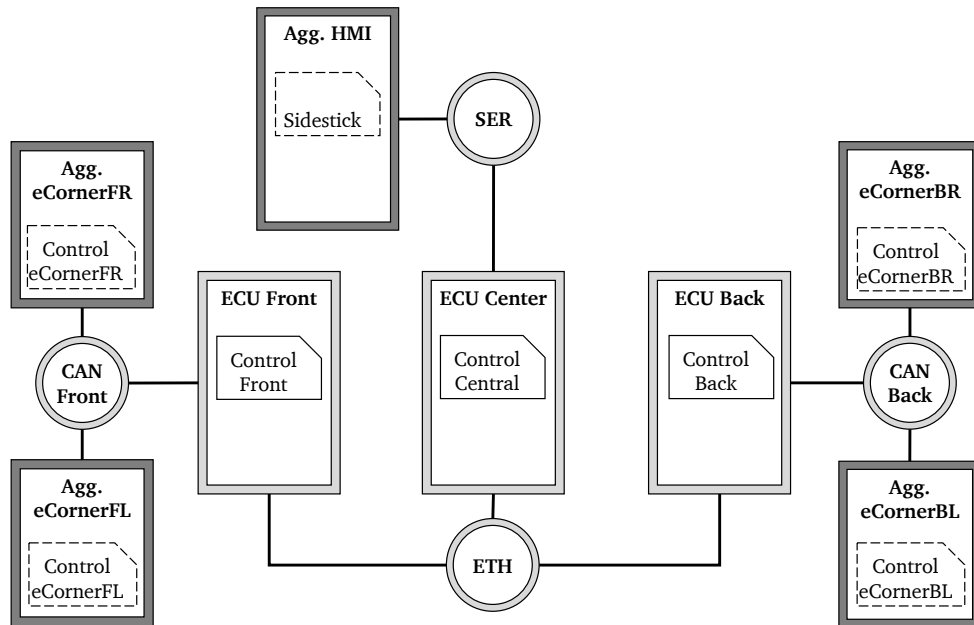 Agg. HMI
Sidestick
SER
Agg.
eCornerFR
Control
eCornerFR
Agg.
eCornerBR
Control
eCornerBR
ECU Front
Control
Front
ECU Center
Control
Central
ECU Back
Control
Back
CAN
Front
CAN
Back
Agg.
eCornerFL
Control
eCornerFL
ETH
Agg.
eCornerBL
Control
eCornerBL